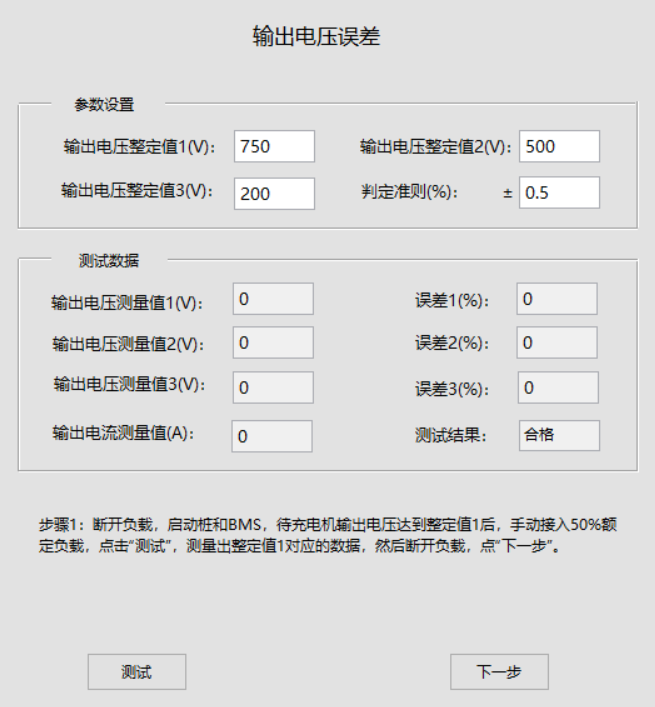 输出电压误差
参数设置
输出电压整定值1(V): 750 输出电压整定值2(V): 500
输出电压整定值3(V): 200 判定准则(%): ± 0.5
测试数据
输出电压测量值1(V): 0 误差1(%): 0
输出电压测量值2(V): 0 误差2(%): 0
输出电压测量值3(V): 0 误差3(%): 0
输出电流测量值(A): 0 测试结果: 合格
步骤1：断开负载，启动桩和BMS，待充电机输出电压达到整定值1后，手动接入50%额
定负载，点击“测试”，测量出整定值1对应的数据，然后断开负载，点“下一步”。
测试 下一步